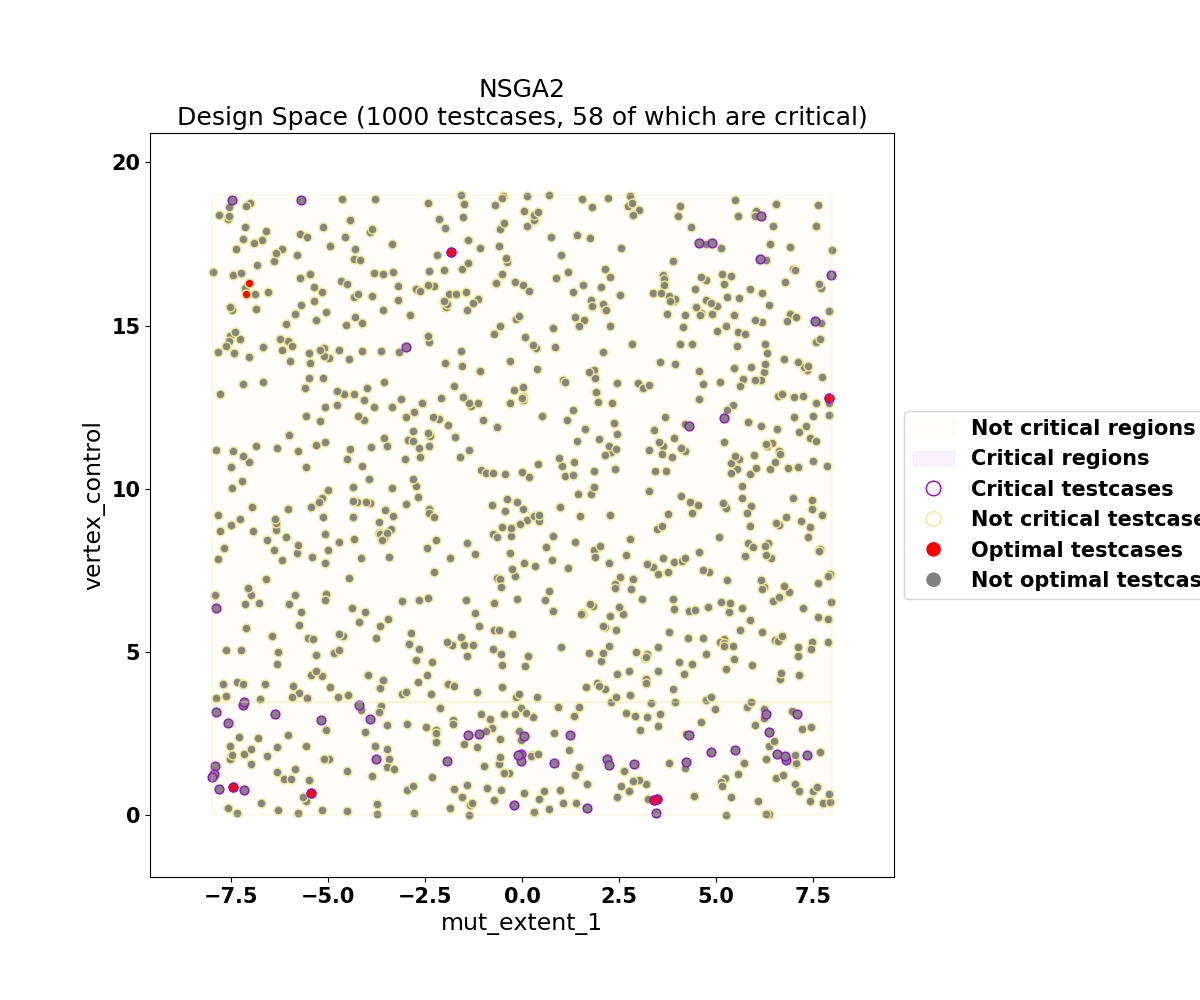 NSGA2
Design Space (1000 testcases, 58 of which are critical)
20
15
10
5
0
vertex_control
−7.5 −5.0 −2.5 0.0 2.5 5.0 7.5
mut_extent_1
Not critical regions
Critical regions
Critical testcases
Not critical testcase
Optimal testcases
Not optimal testcas